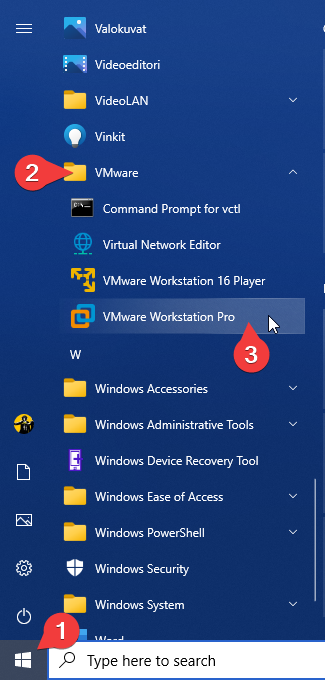 Valokuvat
Videoeditori
VideoLAN
Vinkit
2
VMware
Command Prompt for vctl
Virtual Network Editor
VMware Workstation 16 Player
VMware Workstation Pro
3
W
Windows Accessories
Windows Administrative Tools
Windows Device Recovery Tool
Windows Ease of Access
Windows PowerShell
Windows Security
Windows System
Word
1
Type here to search